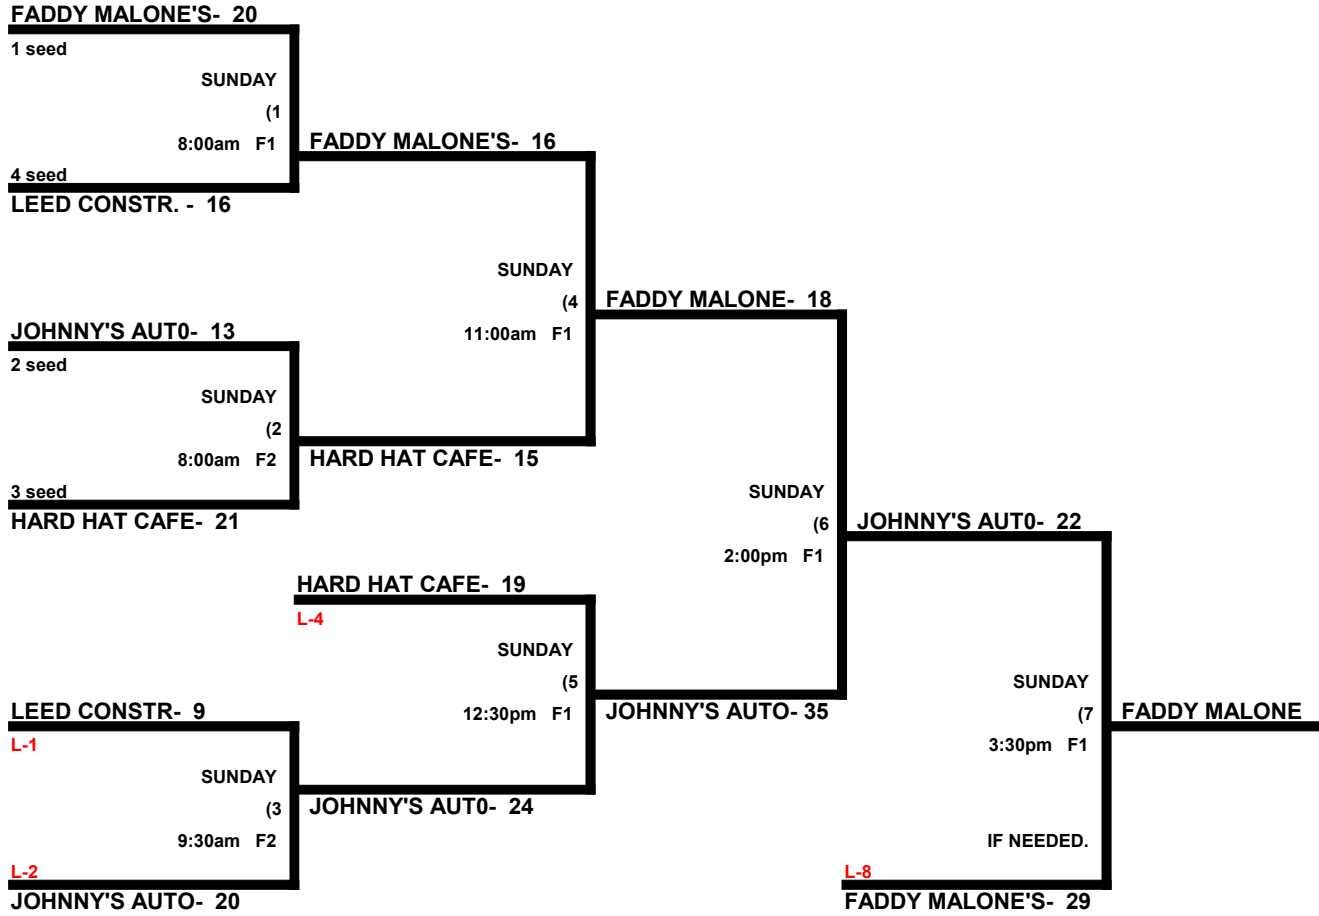 FADDY MALONE'S- 20
1 seed
SUNDAY
(1
8:00am F1
4 seed
LEED CONSTR. - 16
FADDY MALONE'S- 16
SUNDAY
(4
11:00am F1
JOHNNY'S AUT0- 13
2 seed
SUNDAY
(2
8:00am F2
3 seed
HARD HAT CAFE- 21
HARD HAT CAFE- 15
FADDY MALONE- 18
SUNDAY
(6
2:00pm F1
HARD HAT CAFE- 19
L-4
SUNDAY
(5
12:30pm F1
JOHNNY'S AUTO- 35
LEED CONSTR- 9
L-1
SUNDAY
(3
9:30am F2
L-2
JOHNNY'S AUTO- 20
JOHNNY'S AUT0- 24
JOHNNY'S AUT0- 22
SUNDAY
(7
3:30pm F1
IF NEEDED.
L-8
FADDY MALONE'S- 29
FADDY MALONE